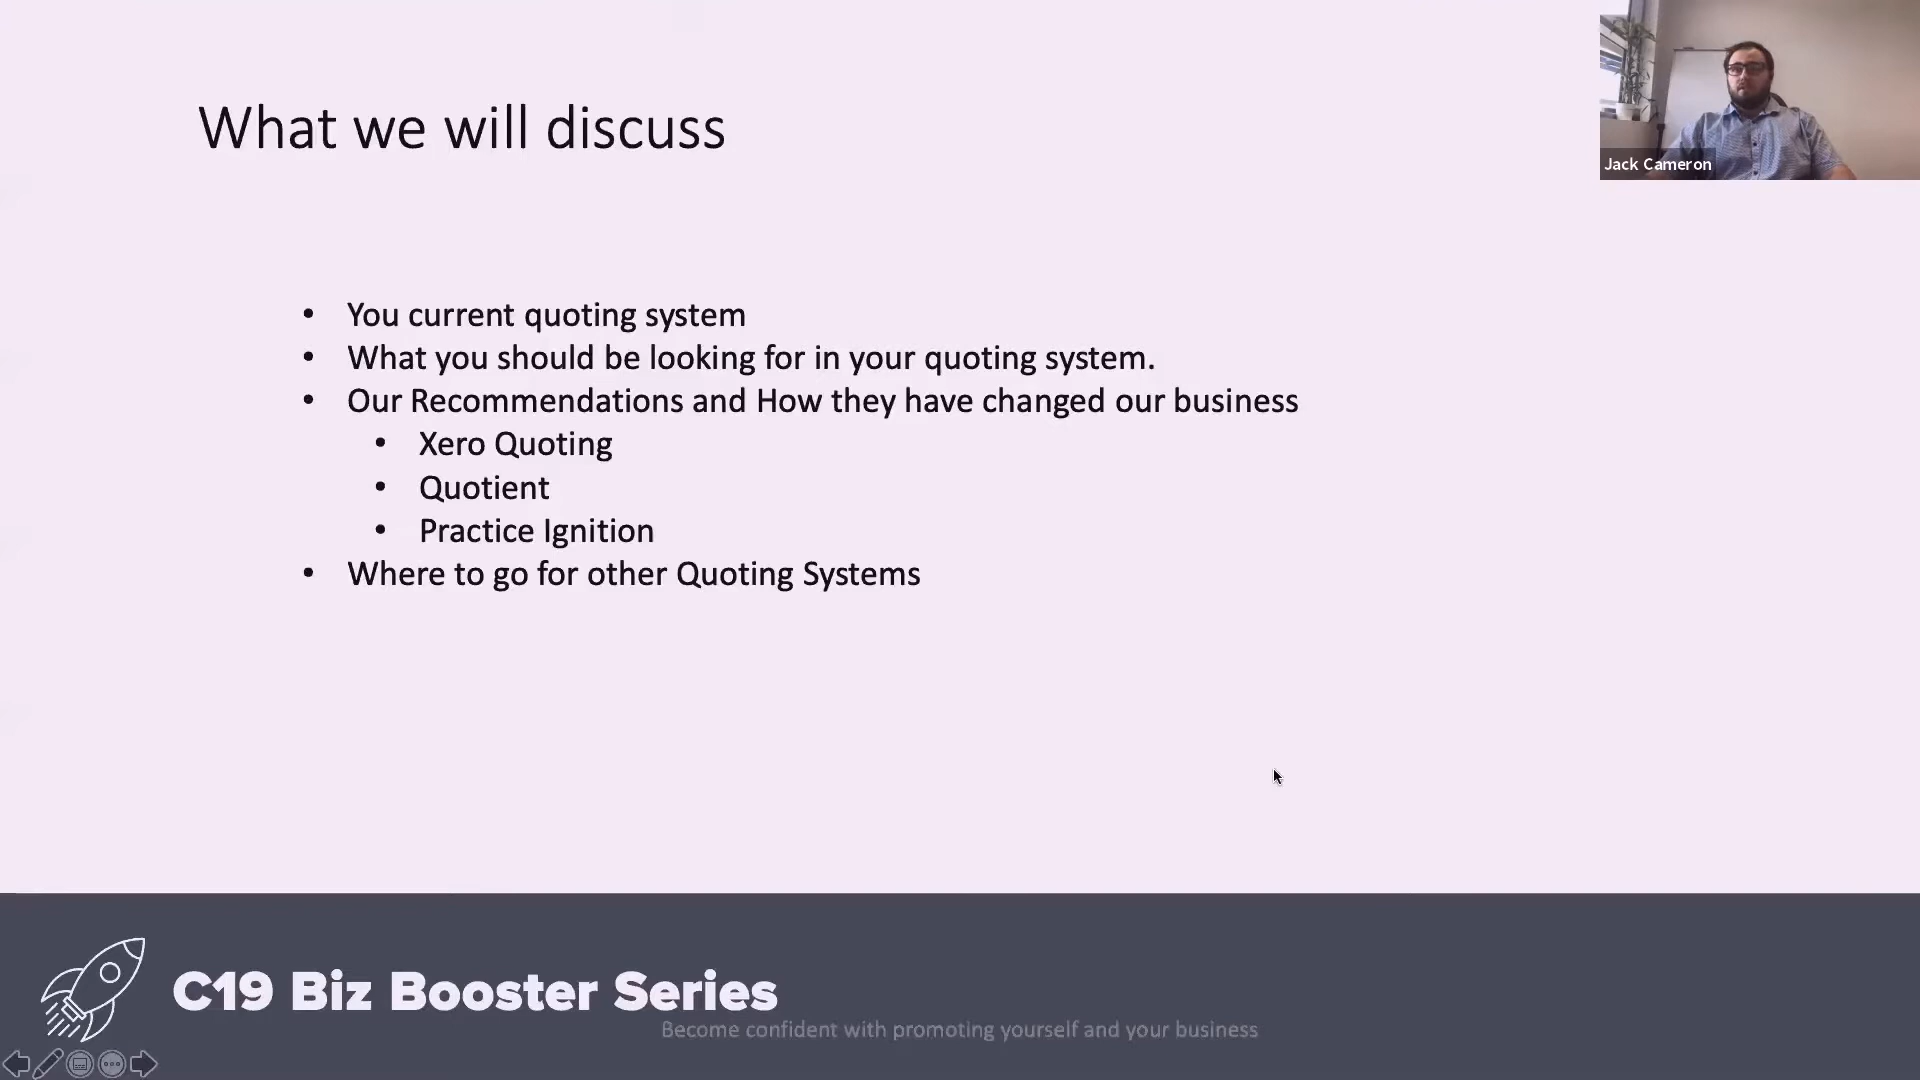 What we will discuss
Jack Cameron
• You current quoting system
• What you should be looking for in your quoting system.
• Our Recommendations and How they have changed our business
• Xero Quoting
• Quotient
• Practice Ignition
• Where to go for other Quoting Systems
C19 Biz Booster Series
Become confident with promoting yourself and your business